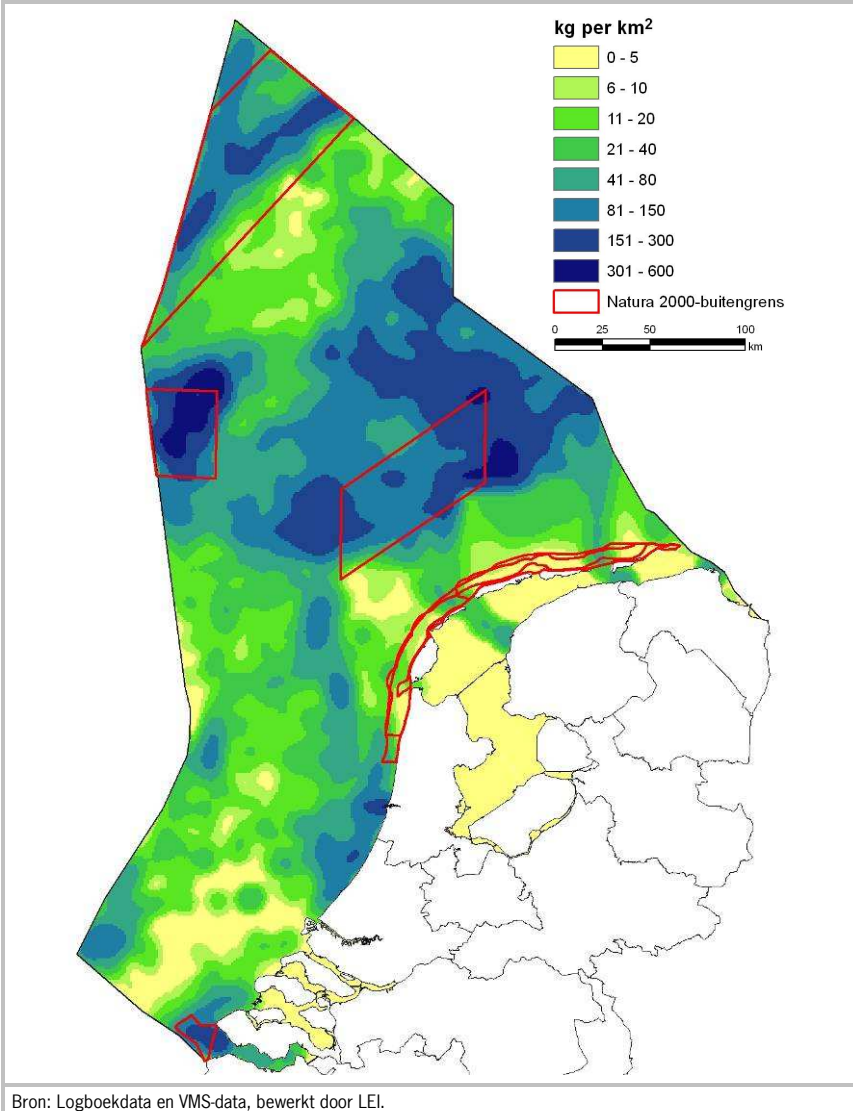 kg per km²
0 - 5
6 - 10
11 - 20
21 - 40
41 - 80
81 - 150
151 - 300
301 - 600
Natura 2000-buitengrens
0 25 50 100
km
Bron: Logboekdata en VMS-data, bewerkt door LEI.